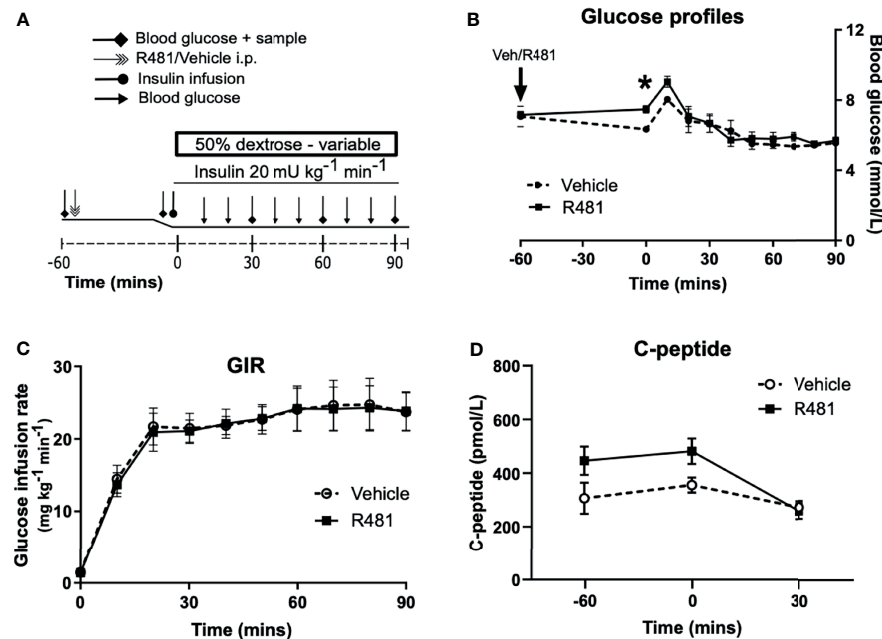 A
Blood glucose + sample
R481/Vehicle i.p.
Insulin infusion
Blood glucose
50% dextrose - variable
Insulin 20 mU kg⁻¹ min⁻¹
-60 0 30 60 90
Time (mins)
B
Glucose profiles
Veh/R481
*
12
8
4
0
Blood glucose (mmol/L)
Vehicle
R481
-60 -30 0 30 60 90
Time (mins)
C
GIR
30
20
10
0
Glucose infusion rate
(mg kg⁻¹ min⁻¹)
Vehicle
R481
0 30 60 90
Time (mins)
D
C-peptide
800
600
400
200
0
C-peptide (pmol/L)
Vehicle
R481
-60 0 30
Time (mins)